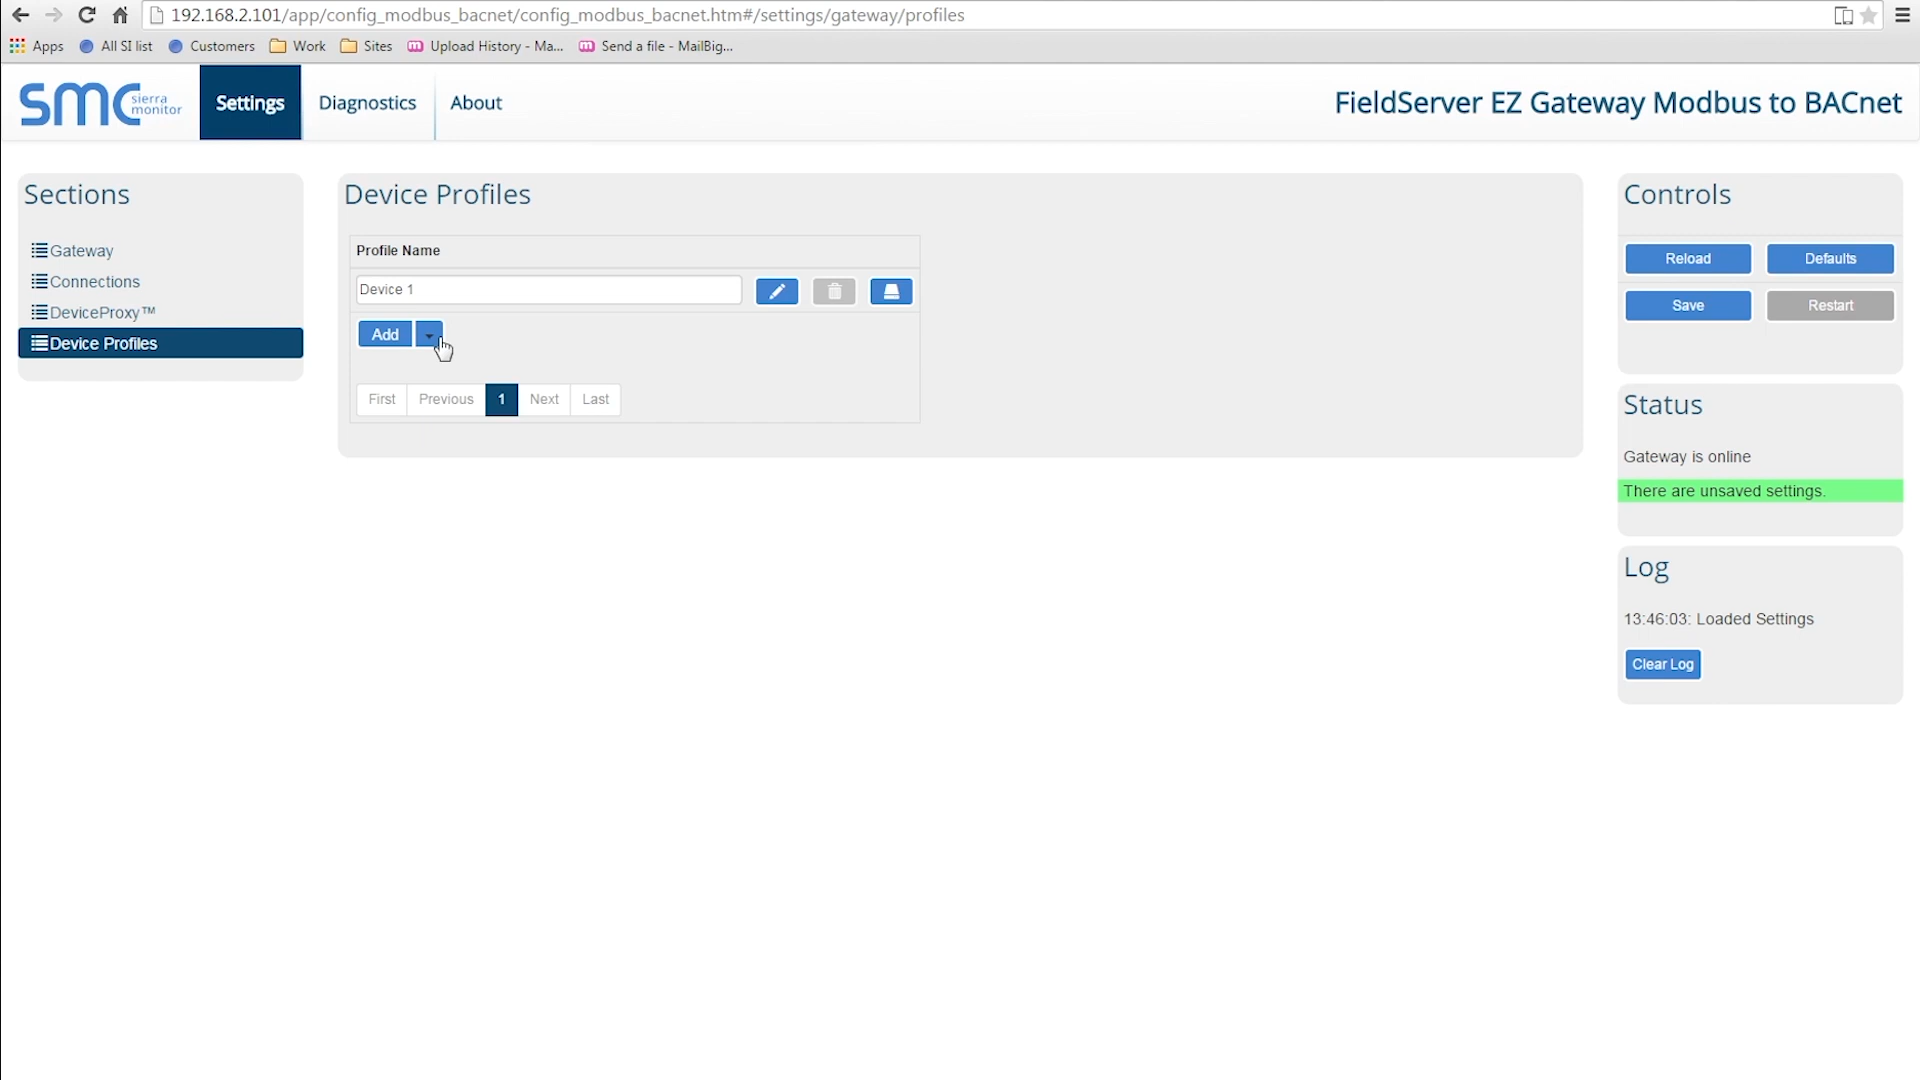 192.168.2.101/app/config_modbus_bacnet/config_modbus_bacnet.htm#/settings/gateway/profiles
Apps All SI list Customers Work Sites Upload History - Ma... Send a file - MailBig...
smc sierra monitor Settings Diagnostics About FieldServer EZ Gateway Modbus to BACnet
Sections
Gateway
Connections
DeviceProxy™
Device Profiles
Device Profiles
Profile Name
Device 1
Add
First Previous 1 Next Last
Controls
Reload Defaults
Save Restart
Status
Gateway is online
There are unsaved settings.
Log
13:46:03: Loaded Settings
Clear Log